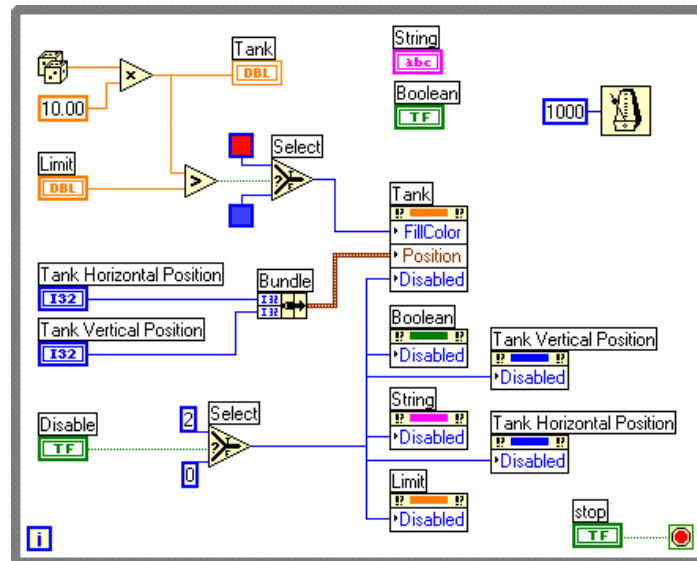 Tank
DBL
×
10.00
String
abc
Boolean
TF
1000
Limit
DBL
>
Select
?
T
F
Tank
!? !?
FillColor
Position
Disabled
Tank Horizontal Position
I32
Bundle
I32
I32
Tank Vertical Position
I32
Boolean
!? !?
Disabled
Tank Vertical Position
!? !?
Disabled
Disable
TF
2
Select
?
T
F
0
String
!? !?
Disabled
Tank Horizontal Position
!? !?
Disabled
Limit
!? !?
Disabled
stop
TF
i